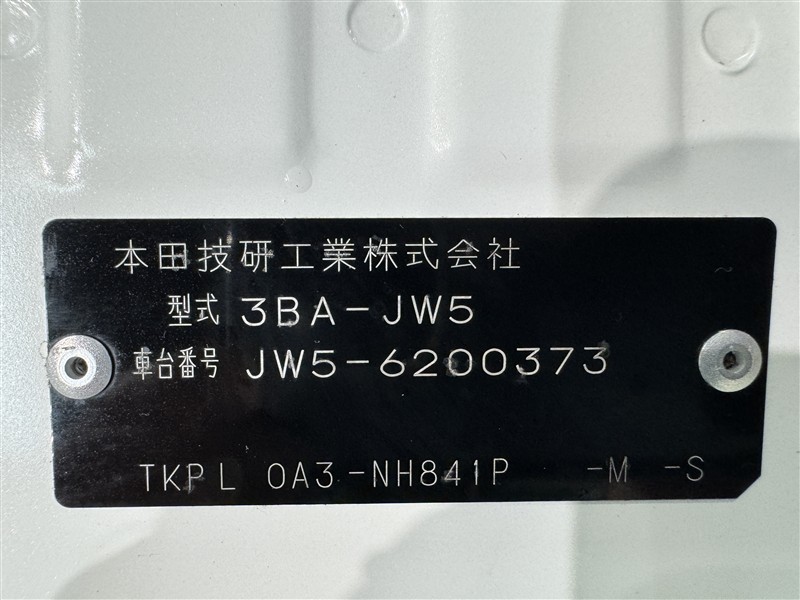 本田技研工業株式会社
型式 3BA-JW5
車台番号 JW5-6200373
TKPL 0A3-NH841P -M -S